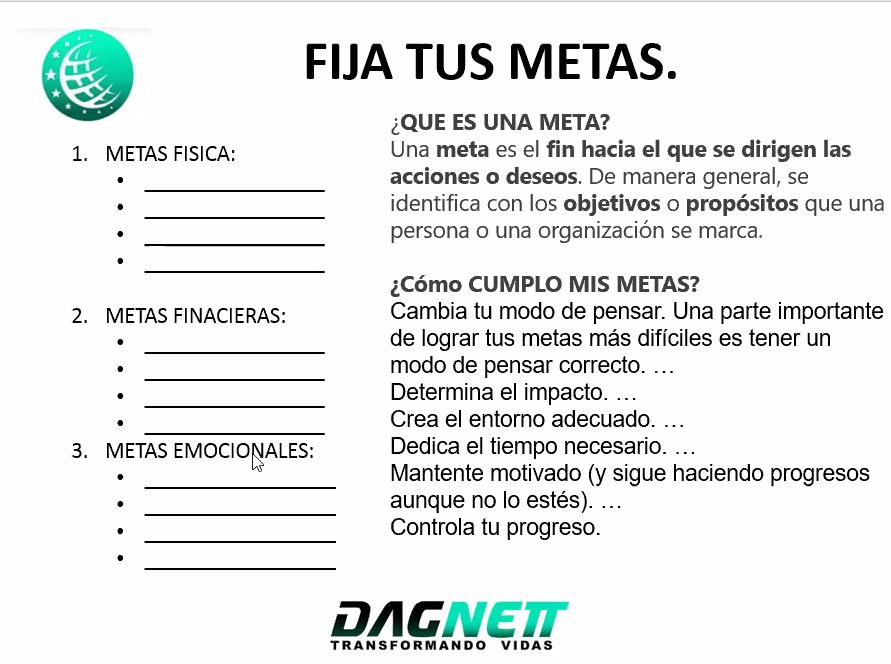 FIJA TUS METAS.
1. METAS FISICA:
2. METAS FINACIERAS:
3. METAS EMOCIONALES:
¿QUE ES UNA META?
Una meta es el fin hacia el que se dirigen las
acciones o deseos. De manera general, se
identifica con los objetivos o propósitos que una
persona o una organización se marca.
¿Cómo CUMPLO MIS METAS?
Cambia tu modo de pensar. Una parte importante
de lograr tus metas más difíciles es tener un
modo de pensar correcto. ...
Determina el impacto. ...
Crea el entorno adecuado. ...
Dedica el tiempo necesario. ...
Mantente motivado (y sigue haciendo progresos
aunque no lo estés). ...
Controla tu progreso.
DAGNETT
TRANSFORMANDO VIDAS